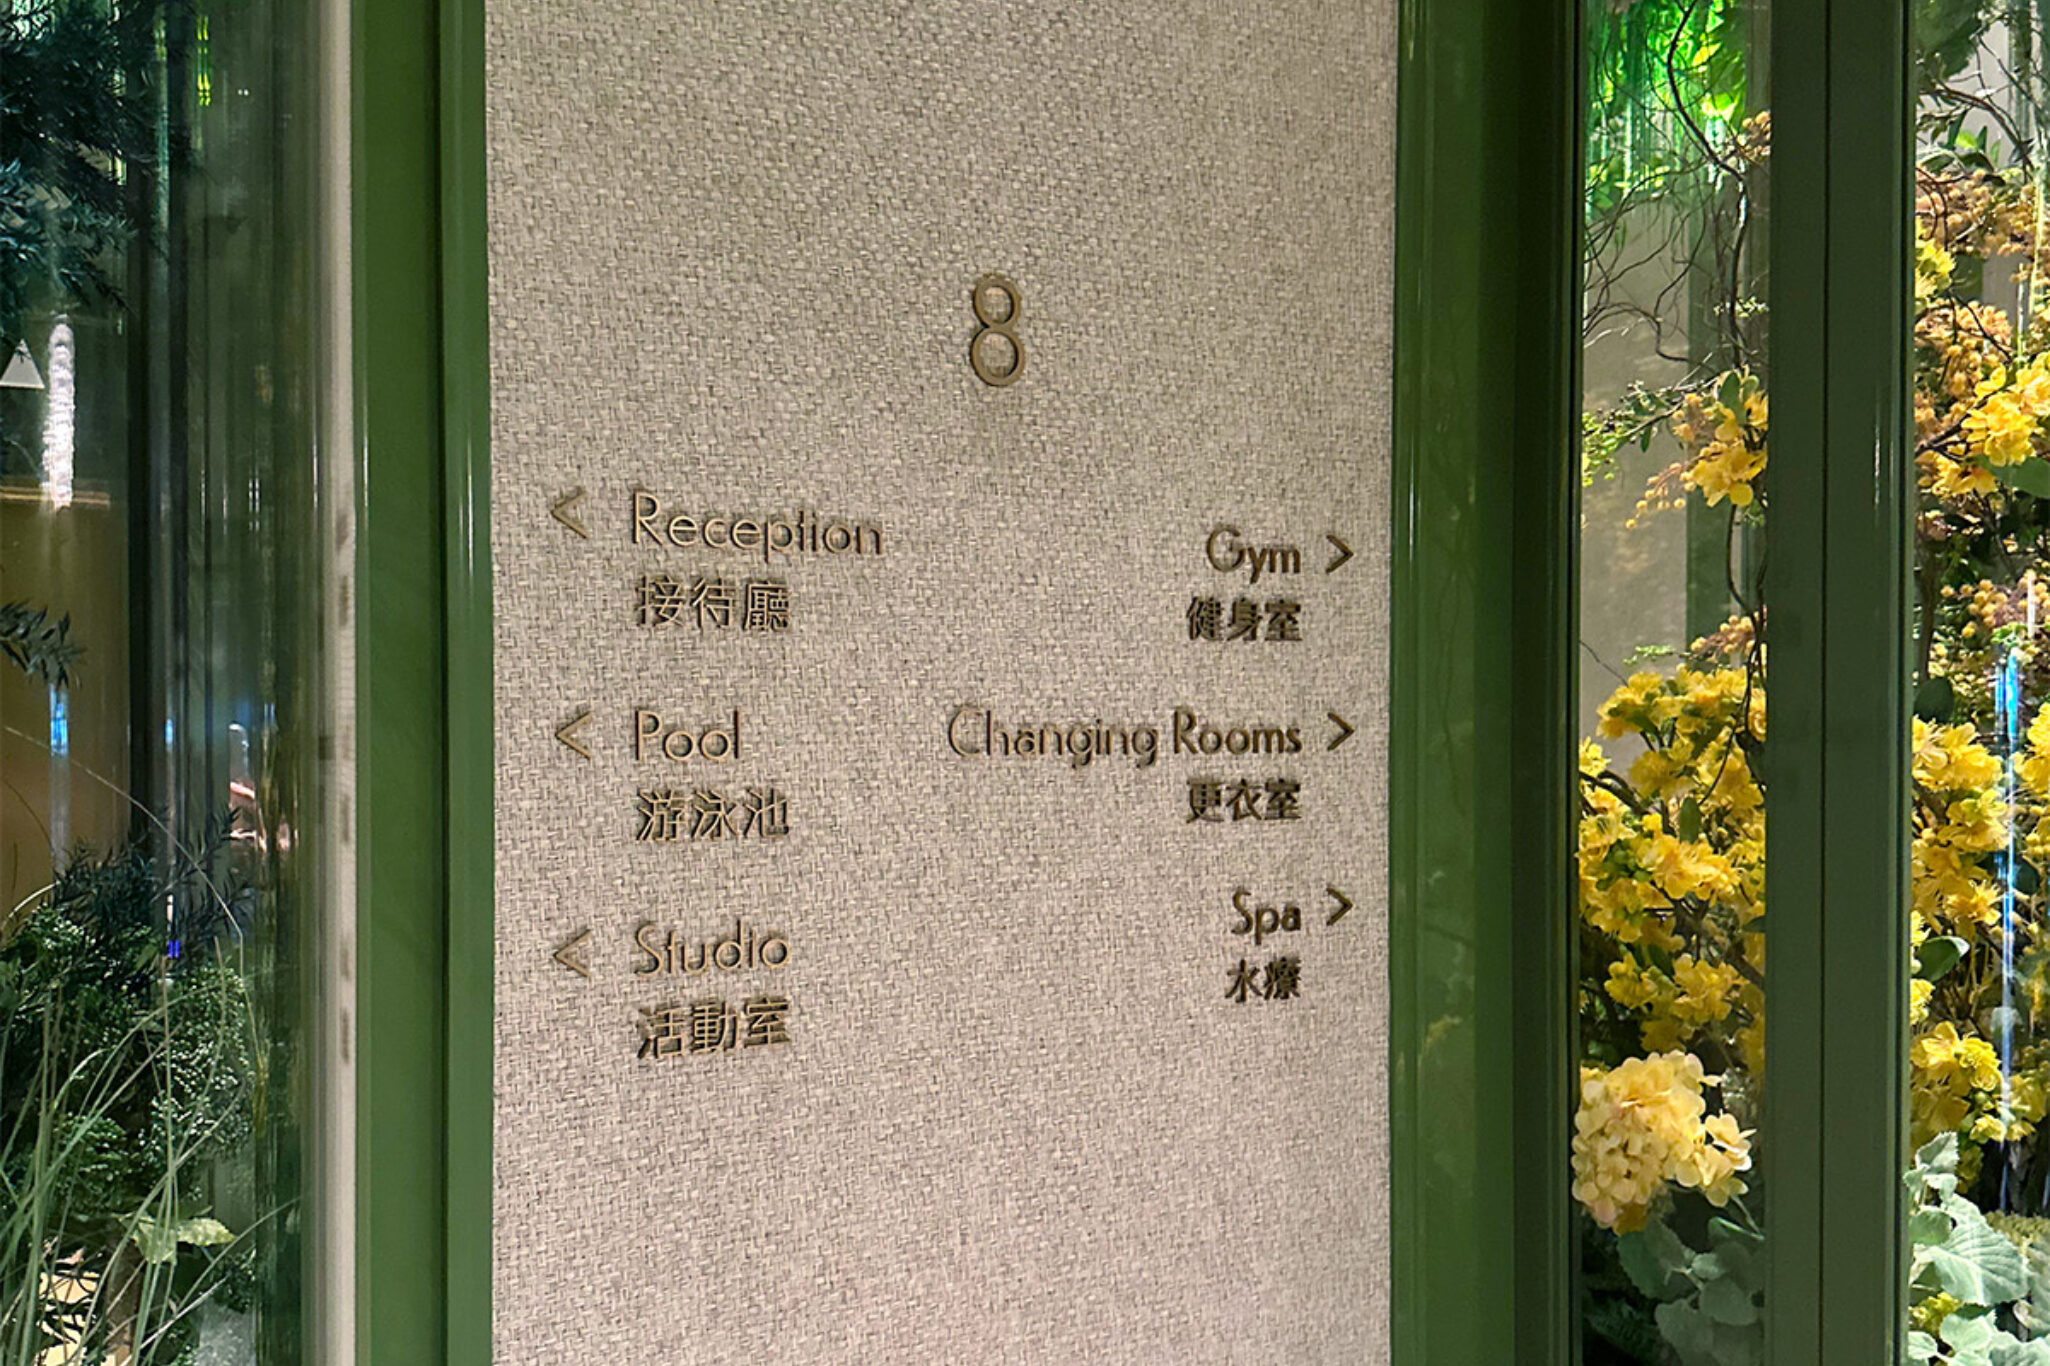 8
< Reception
接待廳
< Pool
游泳池
< Studio
活動室
Gym >
健身室
Changing Rooms >
更衣室
Spa >
水療